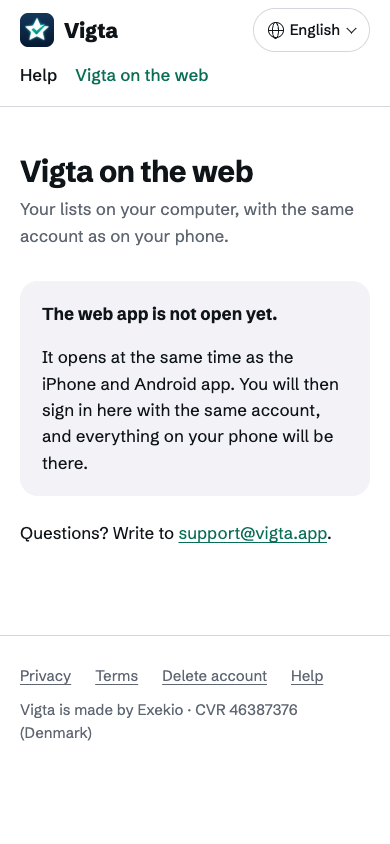 Vigta
English
Help
Vigta on the web
Vigta on the web
Your lists on your computer, with the same
account as on your phone.
The web app is not open yet.
It opens at the same time as the
iPhone and Android app. You will then
sign in here with the same account,
and everything on your phone will be
there.
Questions? Write to support@vigta.app.
Privacy
Terms
Delete account
Help
Vigta is made by Exekio · CVR 46387376
(Denmark)